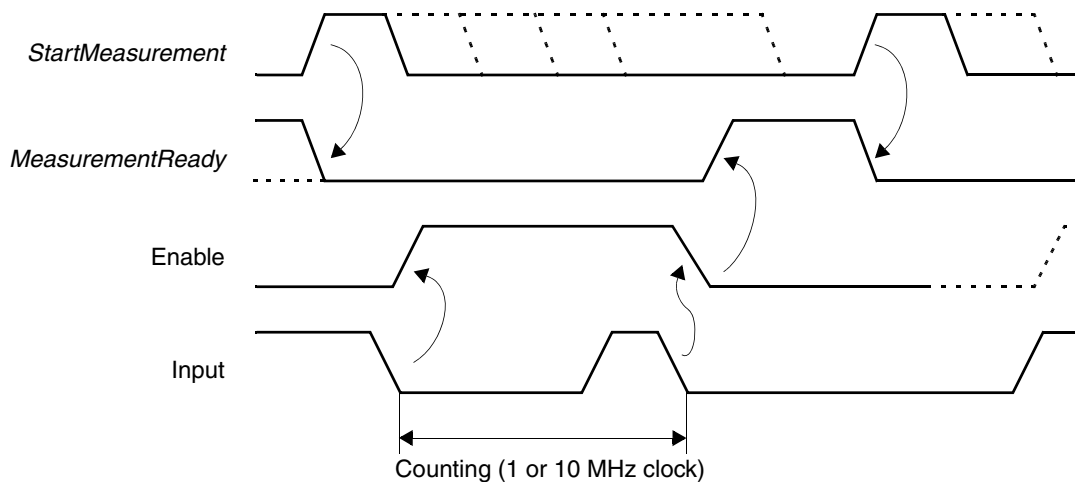 StartMeasurement
MeasurementReady
Enable
Input
Counting (1 or 10 MHz clock)